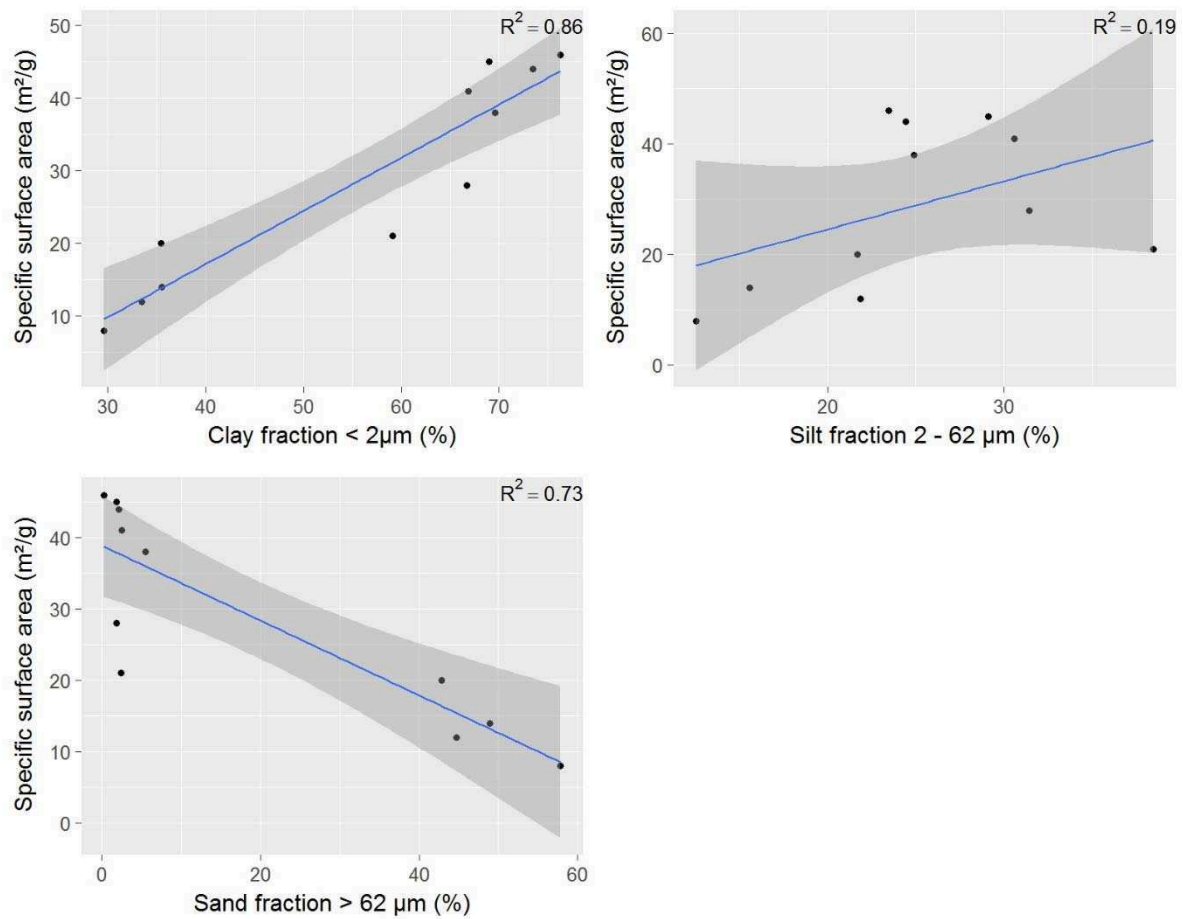 R² = 0.86
50
40
30
20
10
Specific surface area (m²/g)
30 40 50 60 70
Clay fraction < 2µm (%)
R² = 0.19
60
40
20
0
Specific surface area (m²/g)
20 30
Silt fraction 2 - 62 µm (%)
R² = 0.73
40
30
20
10
0
Specific surface area (m²/g)
0 20 40 60
Sand fraction > 62 µm (%)